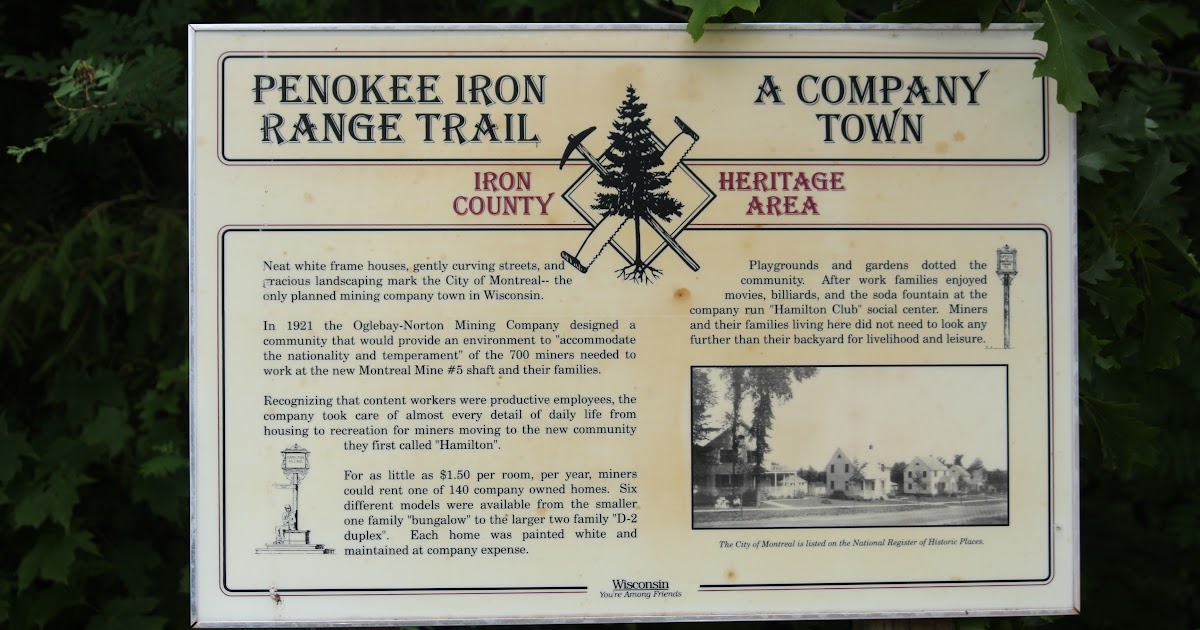 PENOKEE IRON
RANGE TRAIL
A COMPANY
TOWN
IRON
COUNTY
HERITAGE
AREA
Neat white frame houses, gently curving streets, and
gracious landscaping mark the City of Montreal-- the
only planned mining company town in Wisconsin.
In 1921 the Oglebay-Norton Mining Company designed a
community that would provide an environment to "accommodate
the nationality and temperament" of the 700 miners needed to
work at the new Montreal Mine #5 shaft and their families.
Recognizing that content workers were productive employees, the
company took care of almost every detail of daily life from
housing to recreation for miners moving to the new community
they first called "Hamilton".
For as little as $1.50 per room, per year, miners
could rent one of 140 company owned homes. Six
different models were available from the smaller
one family "bungalow" to the larger two family "D-2
duplex". Each home was painted white and
maintained at company expense.
Playgrounds and gardens dotted the
community. After work families enjoyed
movies, billiards, and the soda fountain at the
company run "Hamilton Club" social center. Miners
and their families living here did not need to look any
further than their backyard for livelihood and leisure.
The City of Montreal is listed on the National Register of Historic Places.
Wisconsin
You're Among Friends